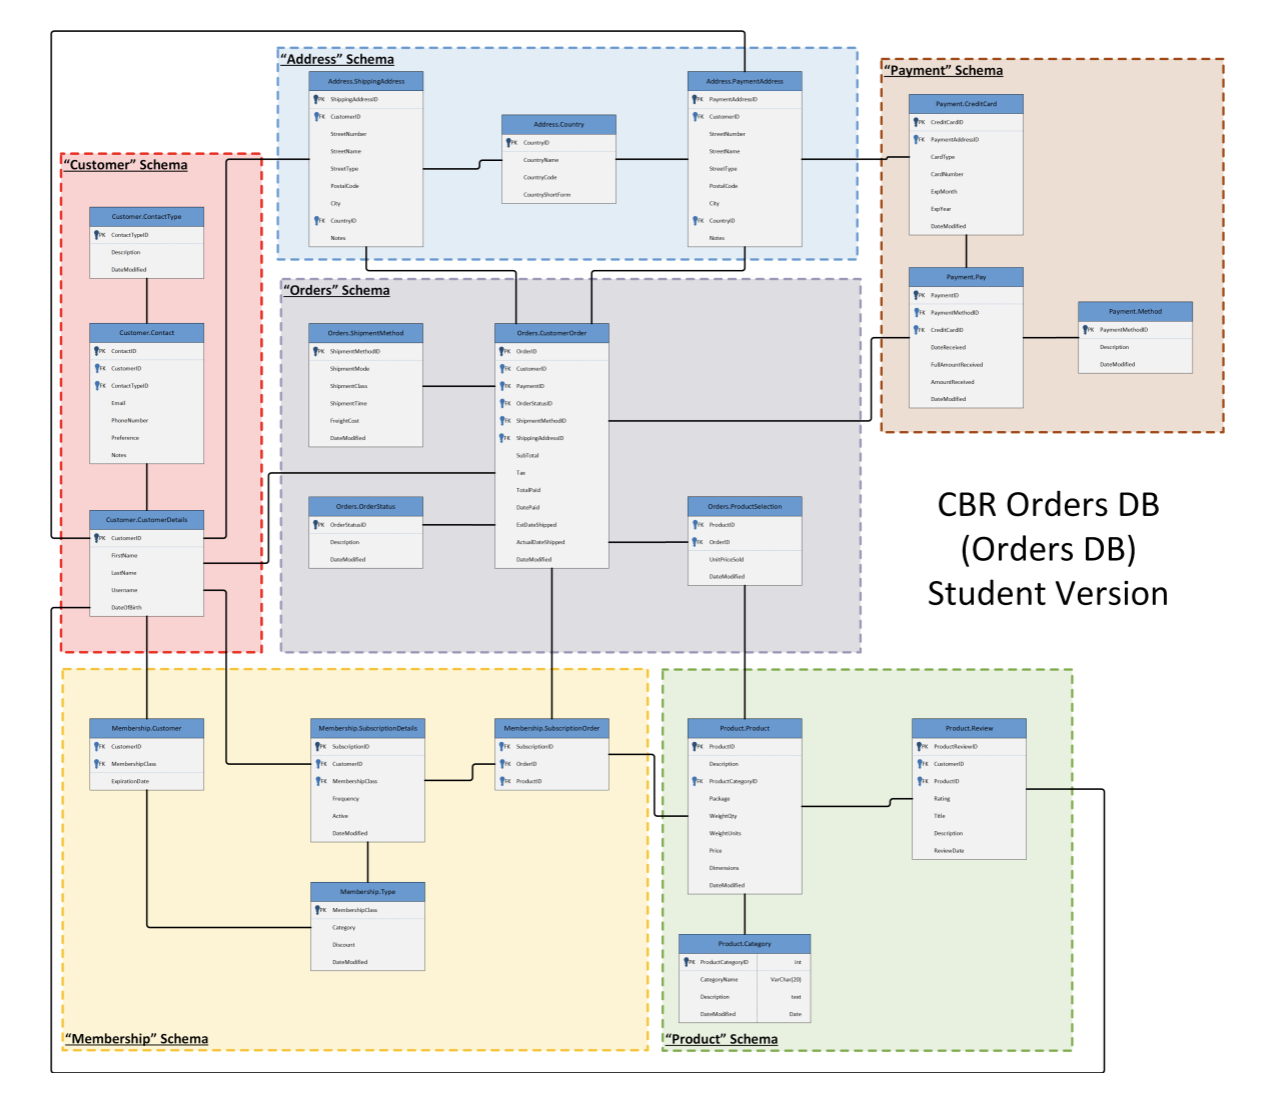 “Address” Schema
Address.ShippingAddress
PK ShippingAddressID
FK CustomerID
StreetNumber
StreetName
StreetType
PostalCode
City
FK CountryID
Notes
Address.Country
PK CountryID
CountryName
CountryCode
CountryShortForm
Address.PaymentAddress
PK PaymentAddressID
FK CustomerID
StreetNumber
StreetName
StreetType
PostalCode
City
FK CountryID
Notes
“Payment” Schema
Payment.CreditCard
PK CreditCardID
FK PaymentAddressID
CardType
CardNumber
ExpMonth
ExpYear
DateModified
Payment.Pay
PK PaymentID
FK PaymentMethodID
FK CreditCardID
DateReceived
FullAmountReceived
AmountReceived
DateModified
Payment.Method
PK PaymentMethodID
Description
DateModified
“Customer” Schema
Customer.ContactType
PK ContactTypeID
Description
DateModified
Customer.Contact
PK ContactID
FK CustomerID
FK ContactTypeID
Email
PhoneNumber
Preference
Notes
Customer.CustomerDetails
PK CustomerID
FirstName
LastName
Username
DateOfBirth
“Orders” Schema
Orders.ShipmentMethod
PK ShipmentMethodID
ShipmentMode
ShipmentClass
ShipmentTime
FreightCost
DateModified
Orders.CustomerOrder
PK OrderID
FK CustomerID
FK PaymentID
FK OrderStatusID
FK ShipmentMethodID
FK ShippingAddressID
SubTotal
Tax
TotalPaid
DatePaid
EstDateShipped
ActualDateShipped
DateModified
Orders.OrderStatus
PK OrderStatusID
Description
DateModified
Orders.ProductSelection
FK ProductID
FK OrderID
UnitPriceSold
DateModified
CBR Orders DB
(Orders DB)
Student Version
Membership.Customer
FK CustomerID
FK MembershipClass
ExpirationDate
Membership.SubscriptionDetails
PK SubscriptionID
FK CustomerID
FK MembershipClass
Frequency
Active
DateModified
Membership.SubscriptionOrder
FK SubscriptionID
FK OrderID
FK ProductID
Membership.Type
PK MembershipClass
Category
Discount
DateModified
“Membership” Schema
Product.Product
PK ProductID
Description
FK ProductCategoryID
Package
WeightQty
WeightUnits
Price
Dimensions
DateModified
Product.Review
PK ProductReviewID
FK CustomerID
FK ProductID
Rating
Title
Description
ReviewDate
Product.Category
PK ProductCategoryID int
CategoryName VarChar(20)
Description text
DateModified Date
“Product” Schema